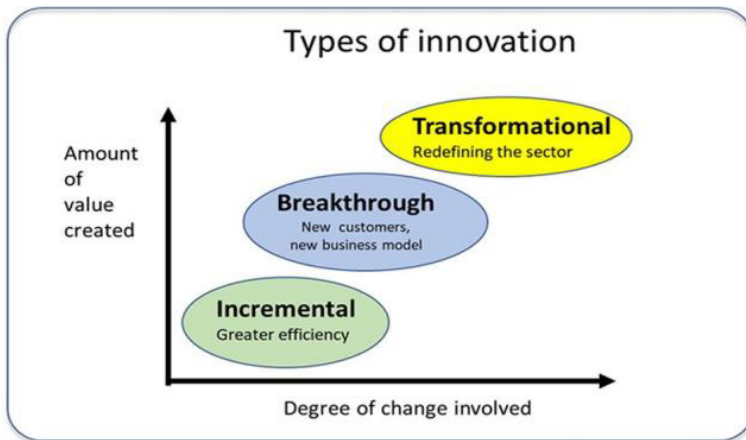 Types of innovation
Amount
of
value
created
Transformational
Redefining the sector
Breakthrough
New customers,
new business model
Incremental
Greater efficiency
Degree of change involved